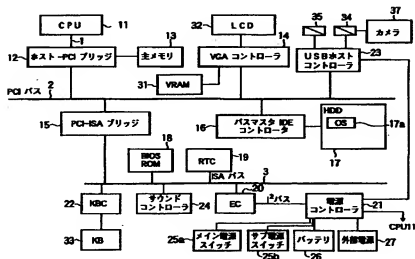 CPU 11
1
12 ホスト-PCI ブリッジ
主メモリ 13
32 LCD
VGA コントローラ 14
31 VRAM
35 34 37
カメラ
USBホストコントローラ 23
PCI バス 2
15 PCI-ISA ブリッジ
16 バスマスタ IDE コントローラ
HDD
OS 17a
17
18
BIOS ROM
RTC 19
ISAバス 3
22 KBC
サウンドコントローラ 24
20
EC
I²バス
電源コントローラ 21
CPU11
33 KB
25a メイン電源スイッチ
サブ電源スイッチ 25b
バッテリ 26
外部電源 27